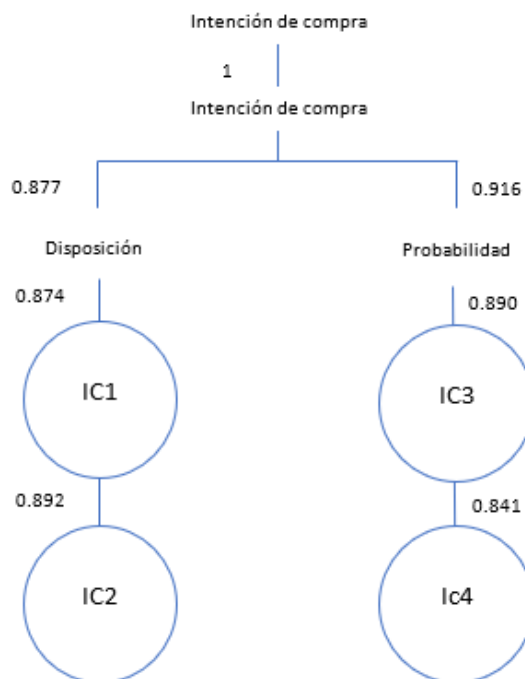 Intención de compra
1
Intención de compra
0.877
0.916
Disposición
Probabilidad
0.874
0.890
IC1
IC3
0.892
0.841
IC2
Ic4